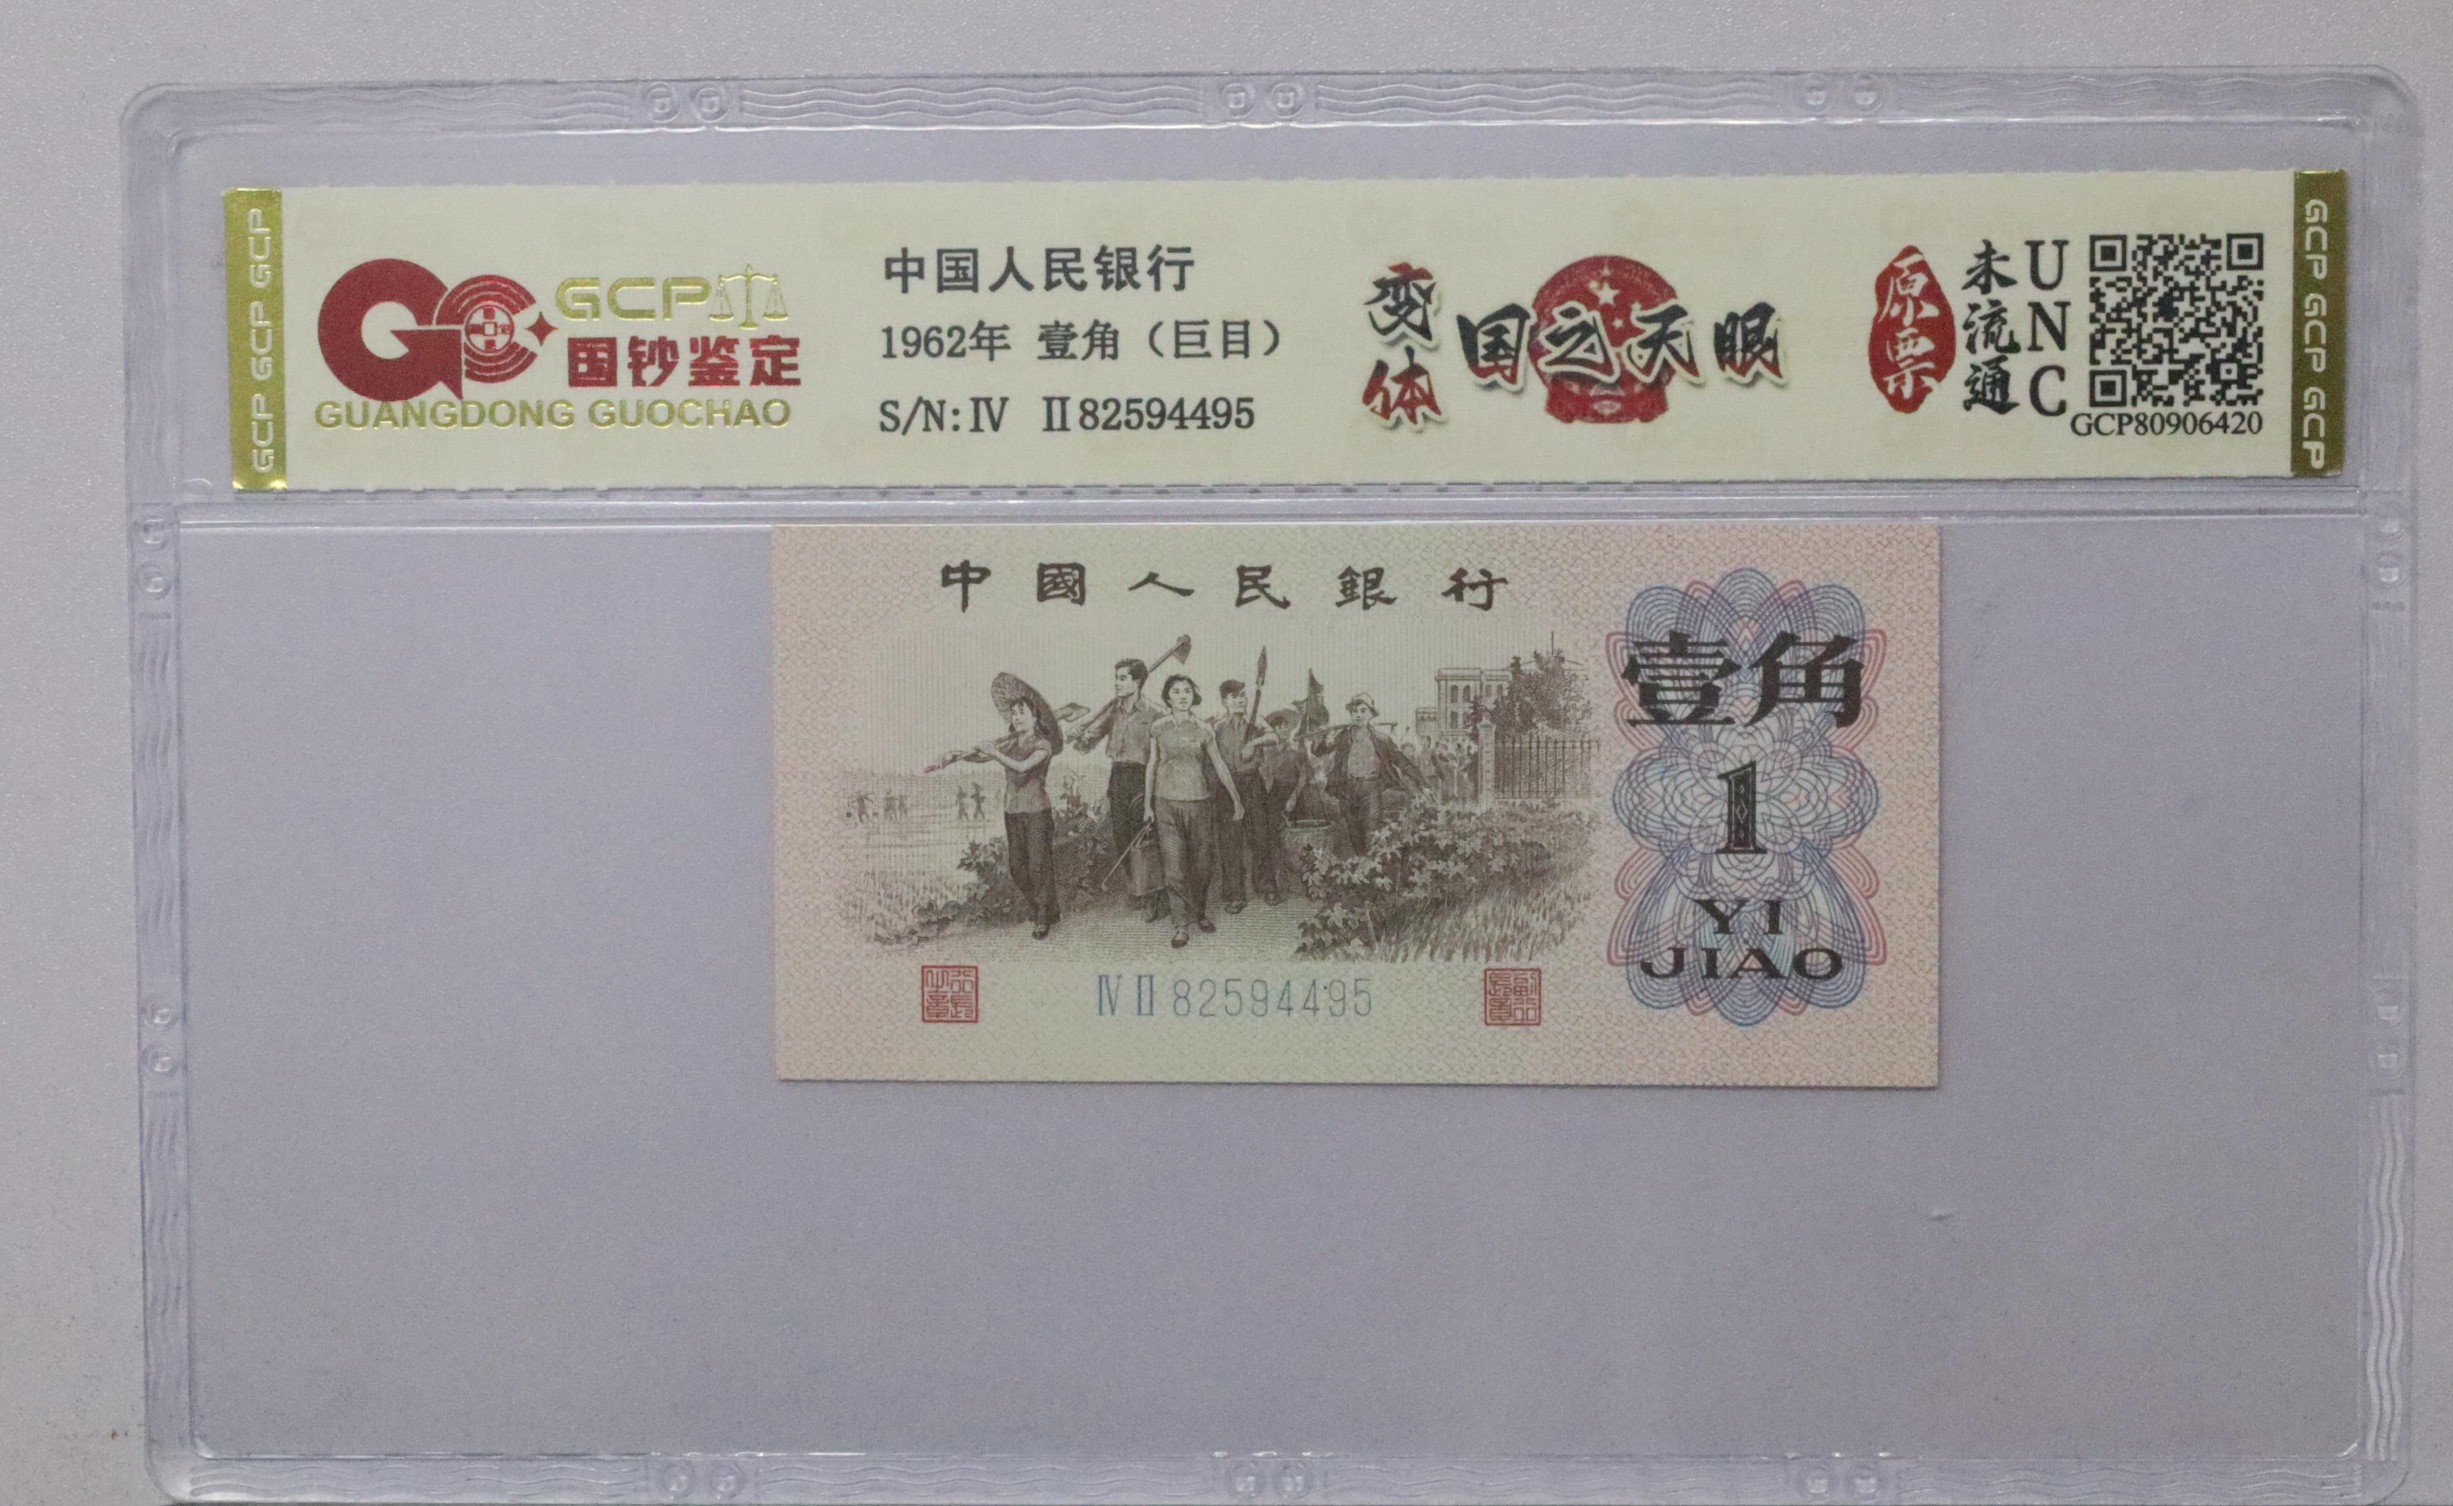 GCP GCP GCP
GCP
国钞鉴定
GUANGDONG GUOCHAO
中国人民银行
1962年 壹角（巨目）
S/N: Ⅳ Ⅱ82594495
变体
国之天眼
原票
未流通
UNC
GCP80906420
GCP GCP GCP
中國人民銀行
壹角
1
YI
JIAO
Ⅳ Ⅱ 82594495